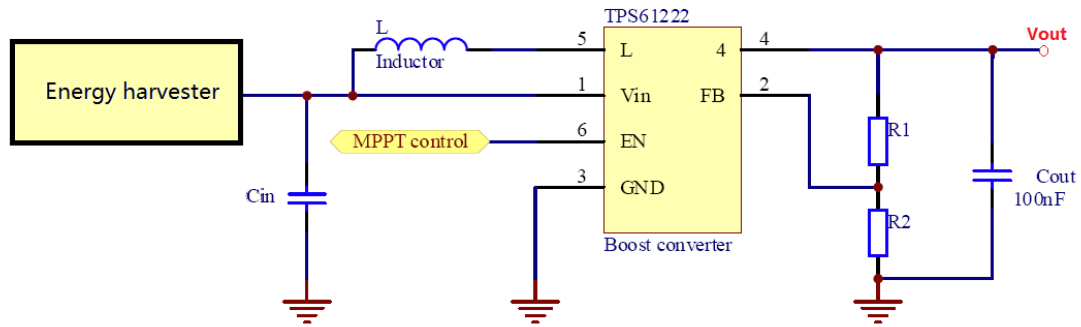 TPS61222
L
Inductor
5
L
4
4
Vout
Energy harvester
1
Vin
FB
2
R1
MPPT control
6
EN
Cin
3
GND
Cout
100nF
R2
Boost converter